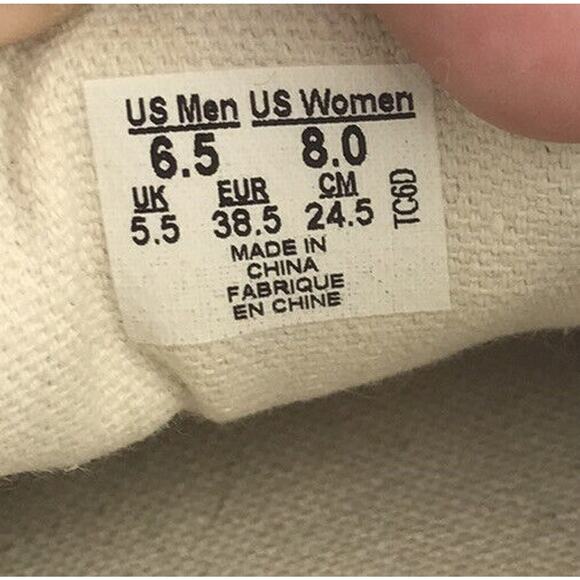 US Men US Women
6.5 8.0
UK EUR CM
5.5 38.5 24.5
TC6D
MADE IN
CHINA
FABRIQUE
EN CHINE